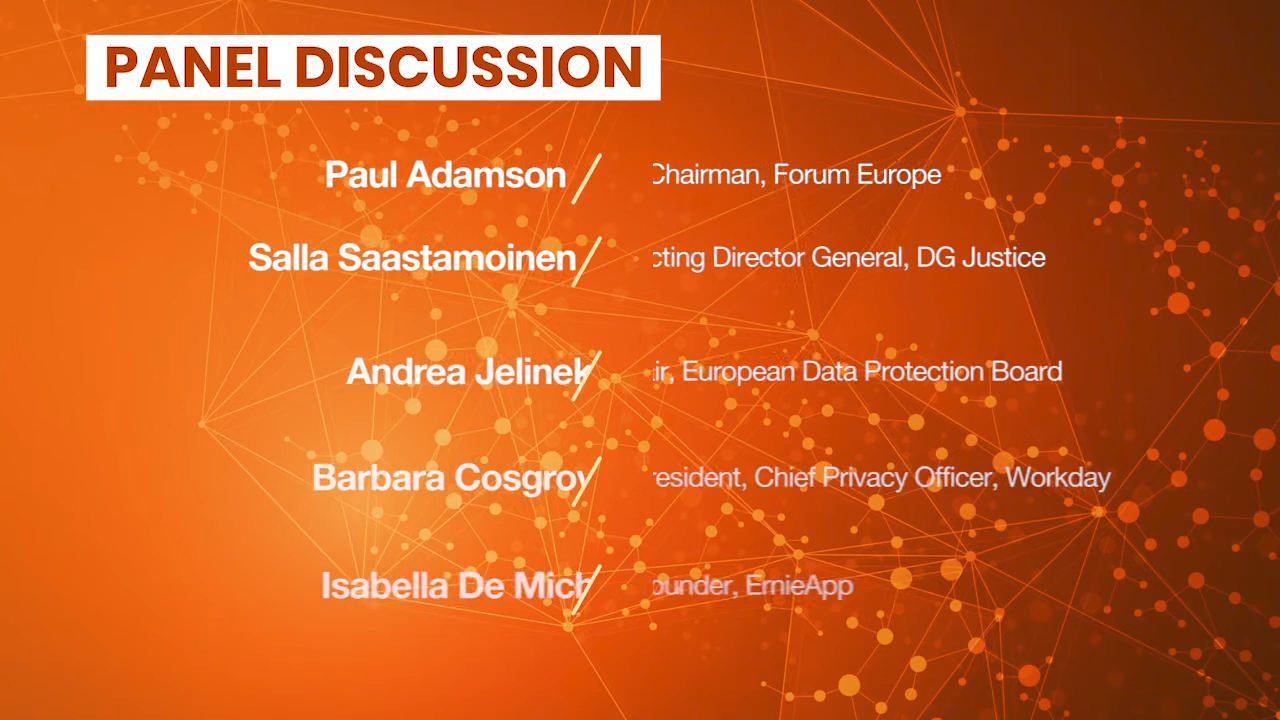 PANEL DISCUSSION
Paul Adamson / Chairman, Forum Europe
Salla Saastamoinen / cting Director General, DG Justice
Andrea Jelinek / ir, European Data Protection Board
Barbara Cosgrov / resident, Chief Privacy Officer, Workday
Isabella De Mich / ounder, ErnieApp